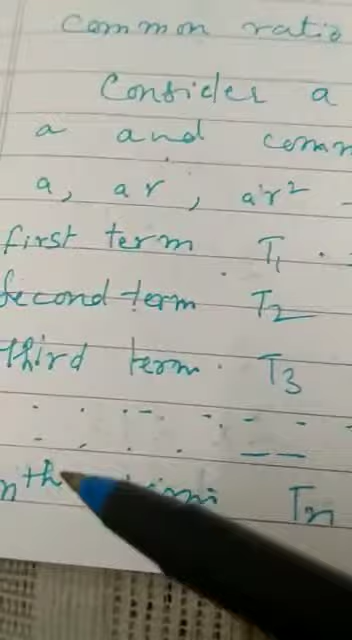 Common ratio
Consider a
a and comm
a, ar, ar² -
first term T₁ .
Second term T₂
third term . T₃
nth Tn